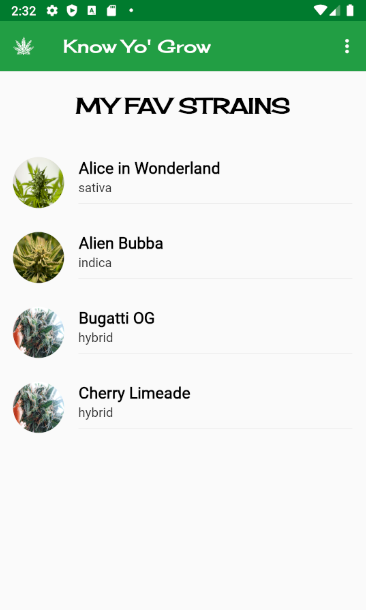 2:32
Know Yo' Grow
MY FAV STRAINS
Alice in Wonderland
sativa
Alien Bubba
indica
Bugatti OG
hybrid
Cherry Limeade
hybrid